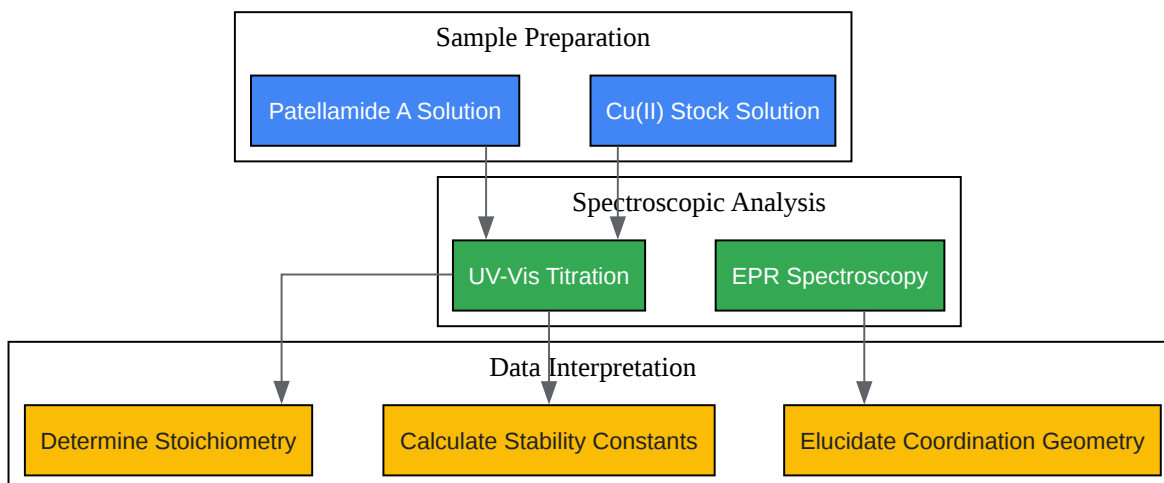 Sample Preparation
Patellamide A Solution
Cu(II) Stock Solution
Spectroscopic Analysis
UV-Vis Titration
EPR Spectroscopy
Data Interpretation
Determine Stoichiometry
Calculate Stability Constants
Elucidate Coordination Geometry